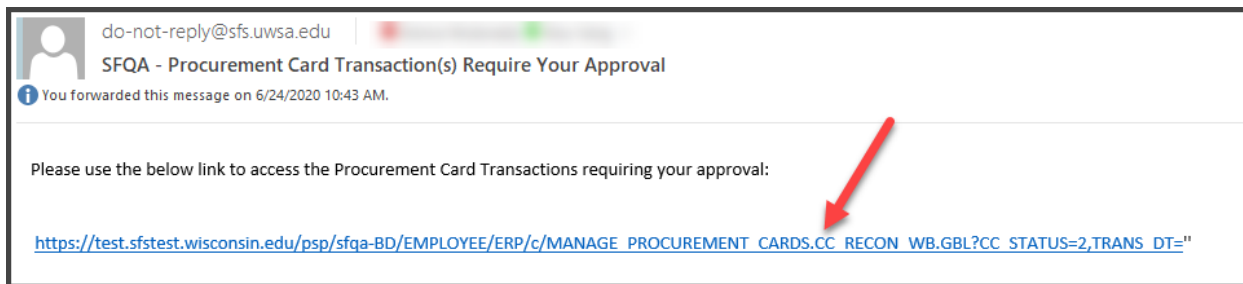 do-not-reply@sfs.uwsa.edu
SFQA - Procurement Card Transaction(s) Require Your Approval
You forwarded this message on 6/24/2020 10:43 AM.
Please use the below link to access the Procurement Card Transactions requiring your approval:
https://test.sfstest.wisconsin.edu/psp/sfqa-BD/EMPLOYEE/ERP/c/MANAGE_PROCUREMENT_CARDS.CC_RECON_WB.GBL?CC_STATUS=2,TRANS_DT="